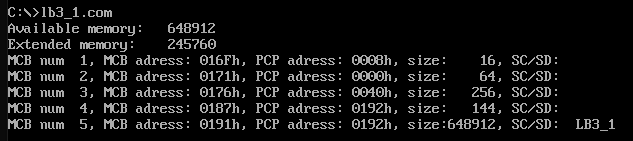 C:\>lb3_1.com
Available memory:   648912
Extended memory:    245760
MCB num  1, MCB adress: 016Fh, PCP adress: 0008h, size:    16, SC/SD:
MCB num  2, MCB adress: 0171h, PCP adress: 0000h, size:    64, SC/SD:
MCB num  3, MCB adress: 0176h, PCP adress: 0040h, size:   256, SC/SD:
MCB num  4, MCB adress: 0187h, PCP adress: 0192h, size:   144, SC/SD:
MCB num  5, MCB adress: 0191h, PCP adress: 0192h, size:648912, SC/SD:  LB3_1